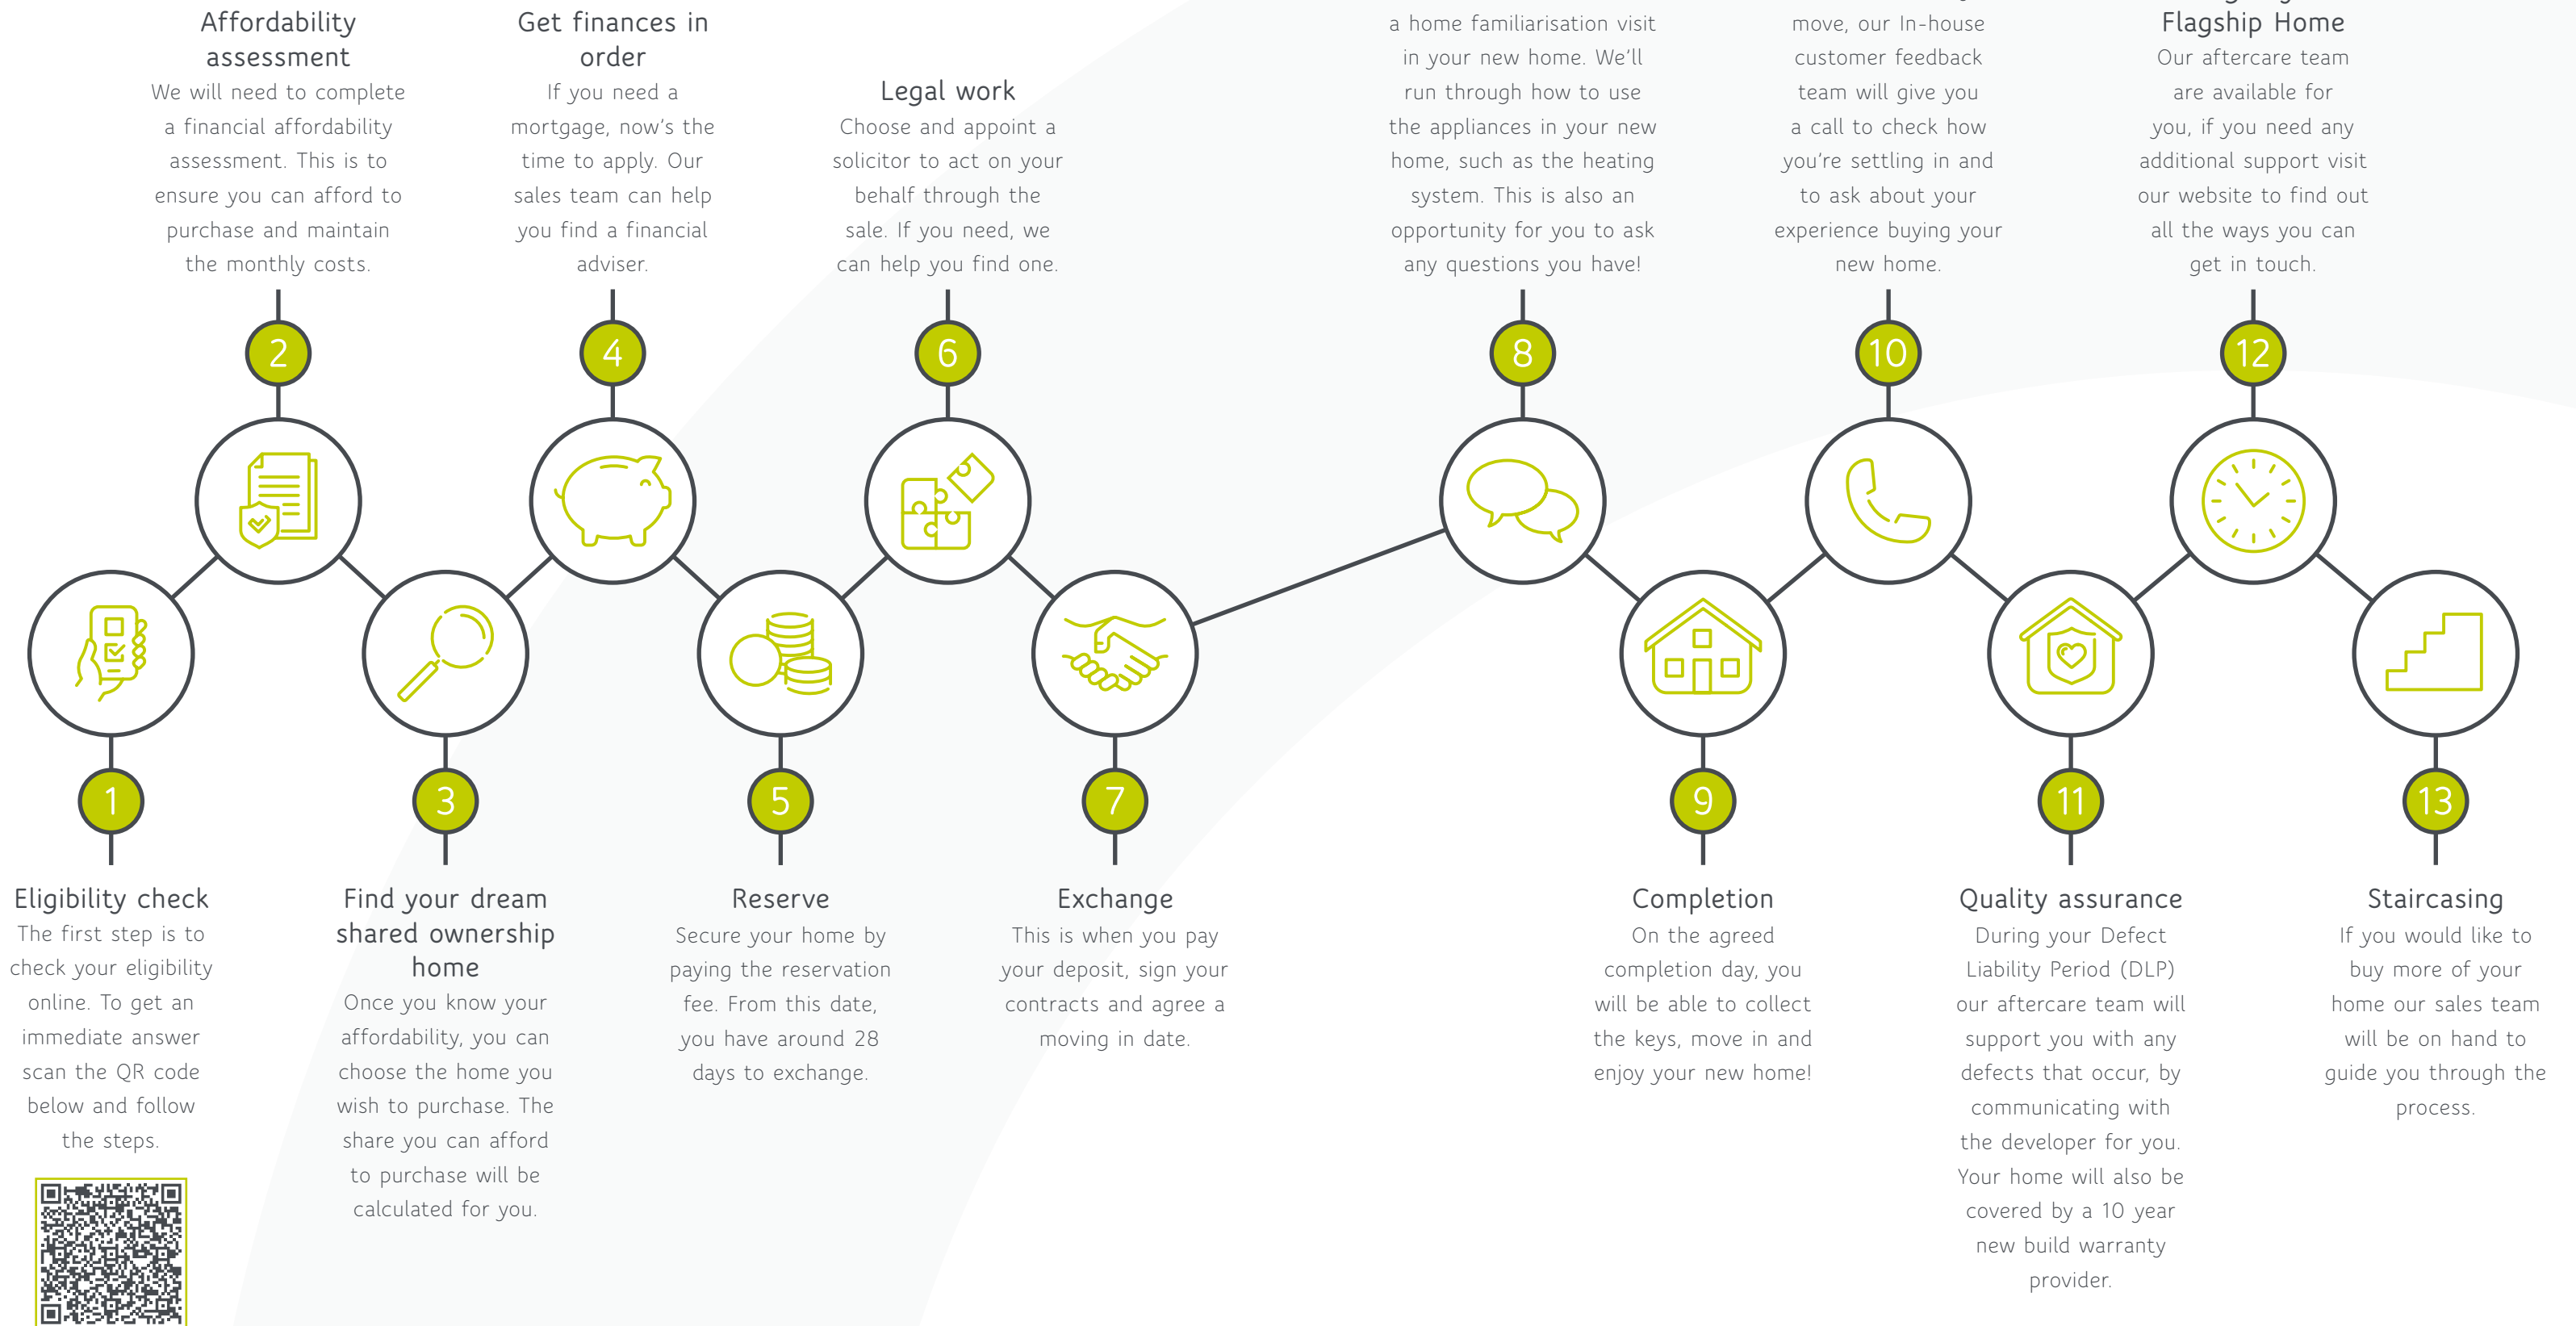 Affordability
assessment
We will need to complete
a financial affordability
assessment. This is to
ensure you can afford to
purchase and maintain
the monthly costs.
2
Get finances in
order
If you need a
mortgage, now's the
time to apply. Our
sales team can help
you find a financial
adviser.
4
Legal work
Choose and appoint a
solicitor to act on your
behalf through the
sale. If you need, we
can help you find one.
6
a home familiarisation visit
in your new home. We'll
run through how to use
the appliances in your new
home, such as the heating
system. This is also an
opportunity for you to ask
any questions you have!
8
move, our In-house
customer feedback
team will give you
a call to check how
you're settling in and
to ask about your
experience buying your
new home.
10
Flagship Home
Our aftercare team
are available for
you, if you need any
additional support visit
our website to find out
all the ways you can
get in touch.
12
1
Eligibility check
The first step is to
check your eligibility
online. To get an
immediate answer
scan the QR code
below and follow
the steps.
3
Find your dream
shared ownership
home
Once you know your
affordability, you can
choose the home you
wish to purchase. The
share you can afford
to purchase will be
calculated for you.
5
Reserve
Secure your home by
paying the reservation
fee. From this date,
you have around 28
days to exchange.
7
Exchange
This is when you pay
your deposit, sign your
contracts and agree a
moving in date.
9
Completion
On the agreed
completion day, you
will be able to collect
the keys, move in and
enjoy your new home!
11
Quality assurance
During your Defect
Liability Period (DLP)
our aftercare team will
support you with any
defects that occur, by
communicating with
the developer for you.
Your home will also be
covered by a 10 year
new build warranty
provider.
13
Staircasing
If you would like to
buy more of your
home our sales team
will be on hand to
guide you through the
process.